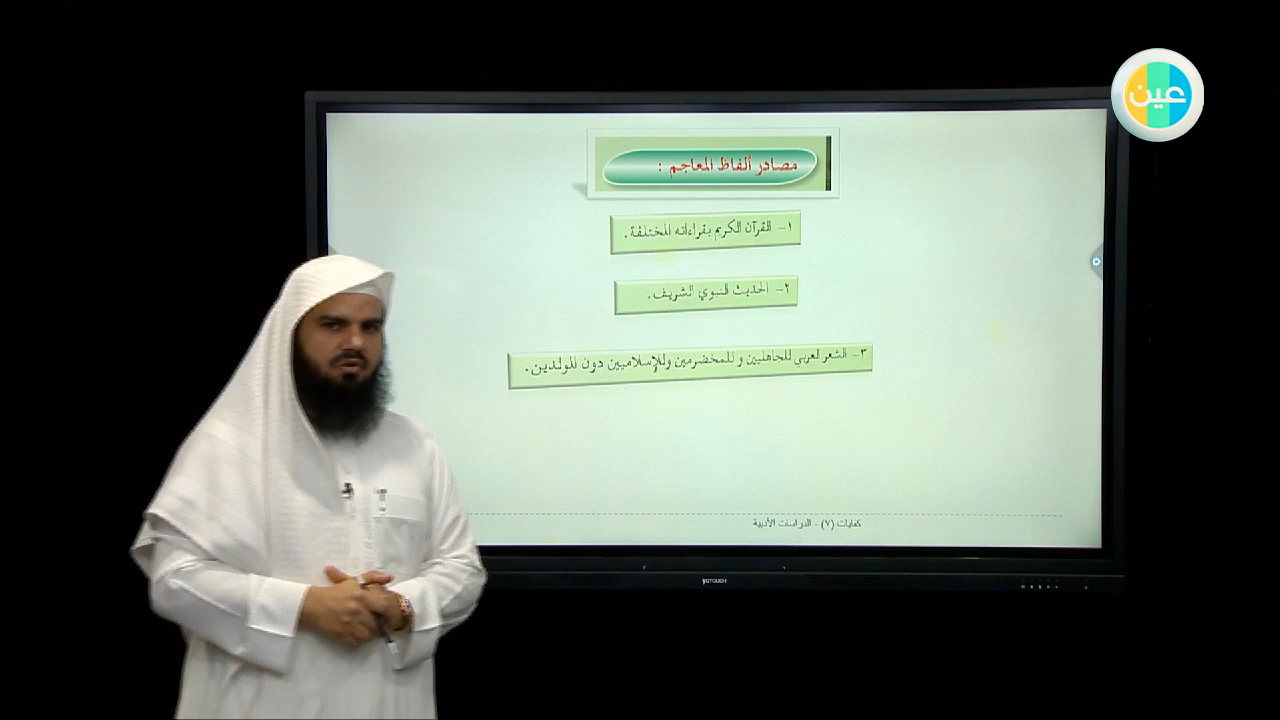 عين
مصادر ألفاظ المعاجم :
١- القرآن الكريم بقراءاته المختلفة .
٢- الحديث النبوي الشريف .
٣- الشعر لعربي للجاهليين و للمخضرمين وللإسلاميين دون المولدين .
كفايات (٧) - الدراسات الأدبية